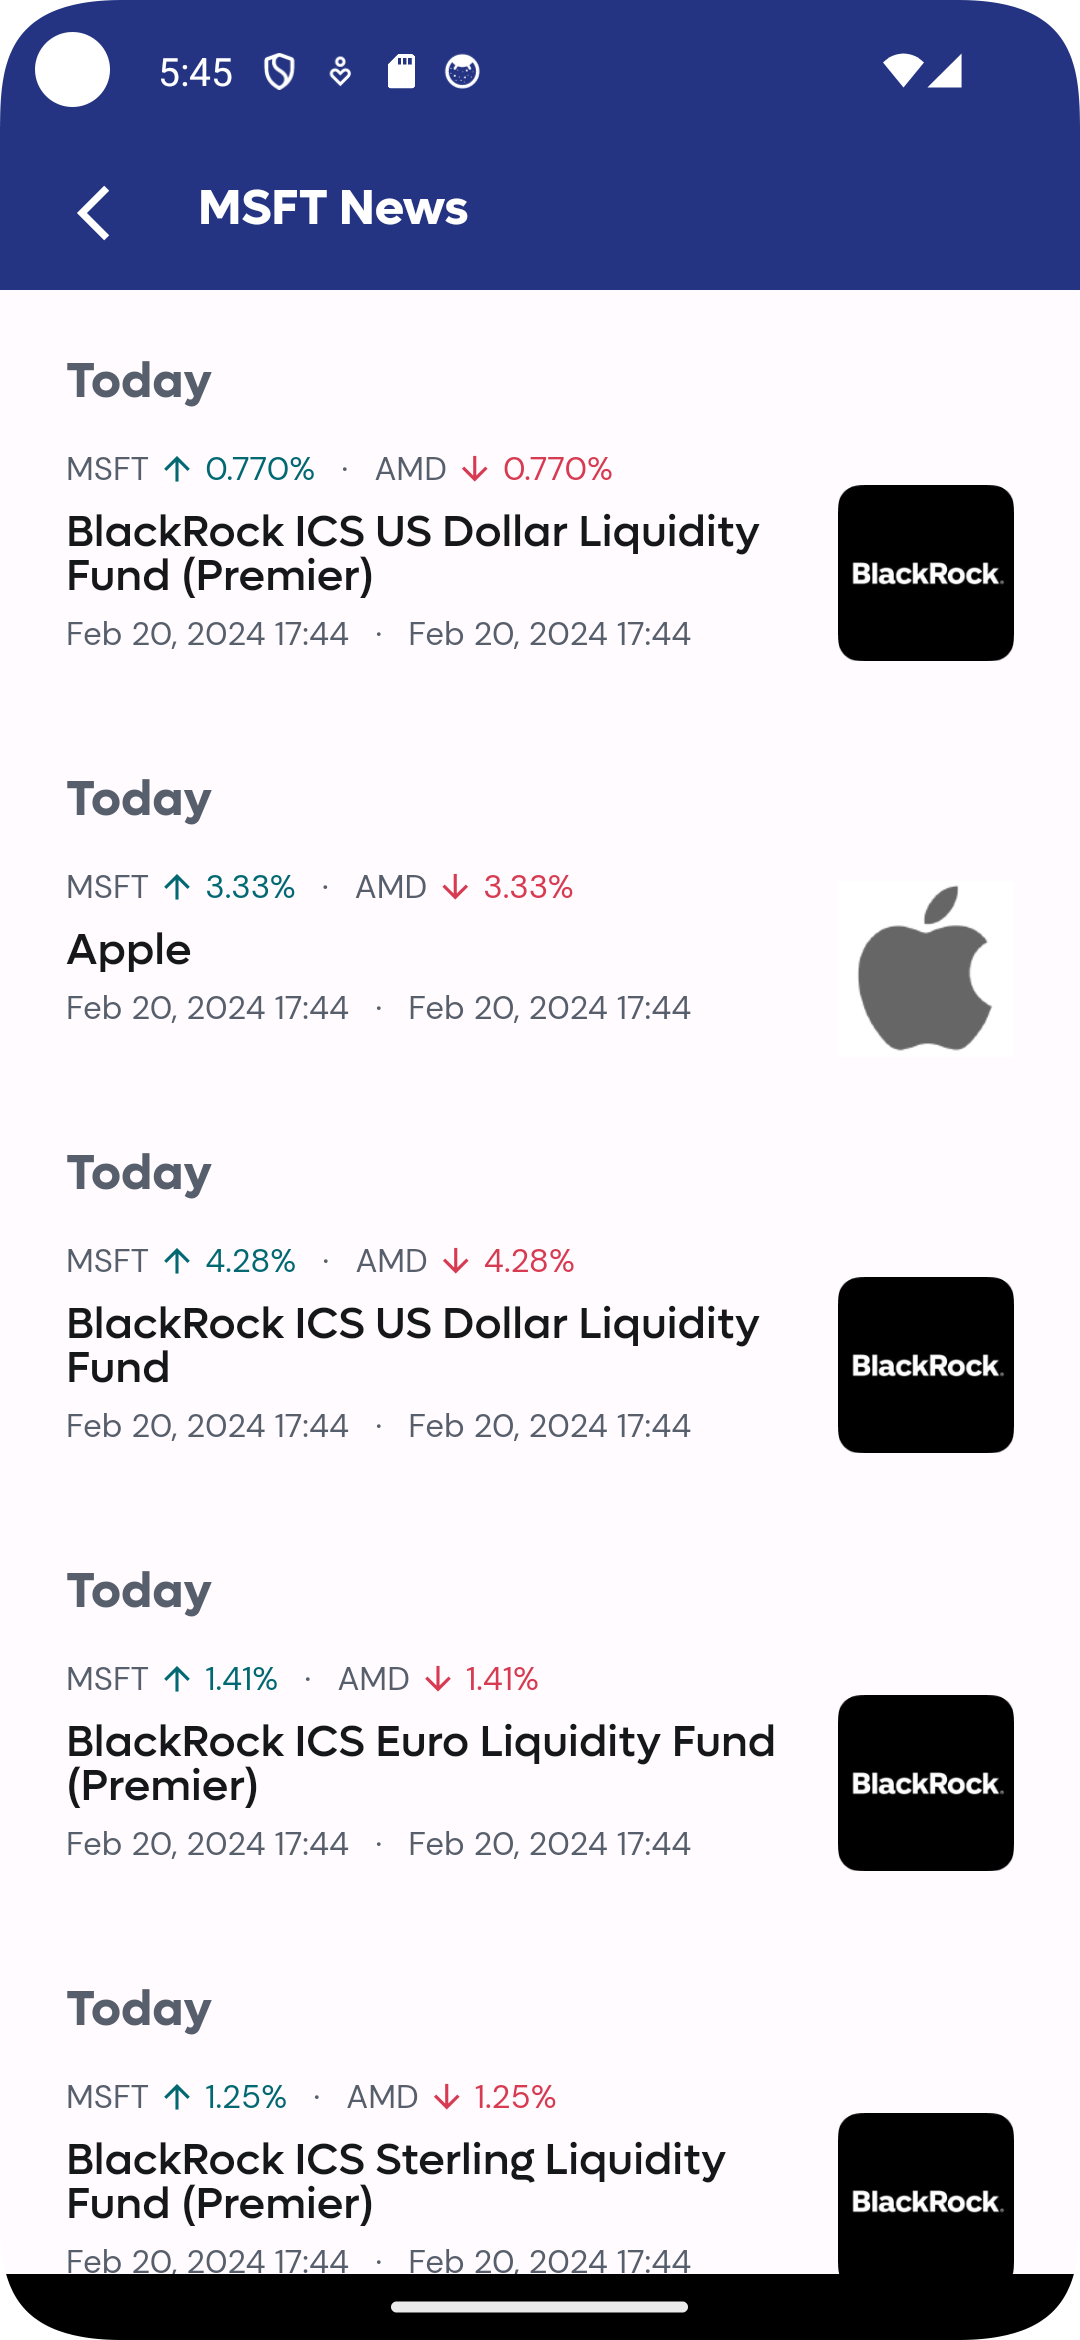 5:45
MSFT News
Today
MSFT ↑ 0.770% · AMD ↓ 0.770%
BlackRock ICS US Dollar Liquidity
Fund (Premier)
Feb 20, 2024 17:44 · Feb 20, 2024 17:44
BlackRock.
Today
MSFT ↑ 3.33% · AMD ↓ 3.33%
Apple
Feb 20, 2024 17:44 · Feb 20, 2024 17:44
Today
MSFT ↑ 4.28% · AMD ↓ 4.28%
BlackRock ICS US Dollar Liquidity
Fund
Feb 20, 2024 17:44 · Feb 20, 2024 17:44
BlackRock.
Today
MSFT ↑ 1.41% · AMD ↓ 1.41%
BlackRock ICS Euro Liquidity Fund
(Premier)
Feb 20, 2024 17:44 · Feb 20, 2024 17:44
BlackRock.
Today
MSFT ↑ 1.25% · AMD ↓ 1.25%
BlackRock ICS Sterling Liquidity
Fund (Premier)
Feb 20, 2024 17:44 · Feb 20, 2024 17:44
BlackRock.